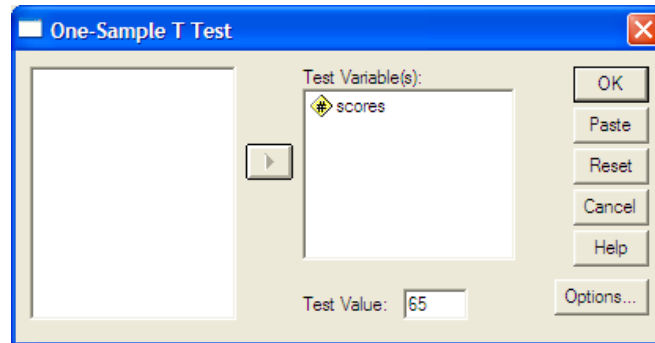 One-Sample T Test
Test Variable(s):
# scores
OK
Paste
Reset
Cancel
Help
Options...
Test Value: 65